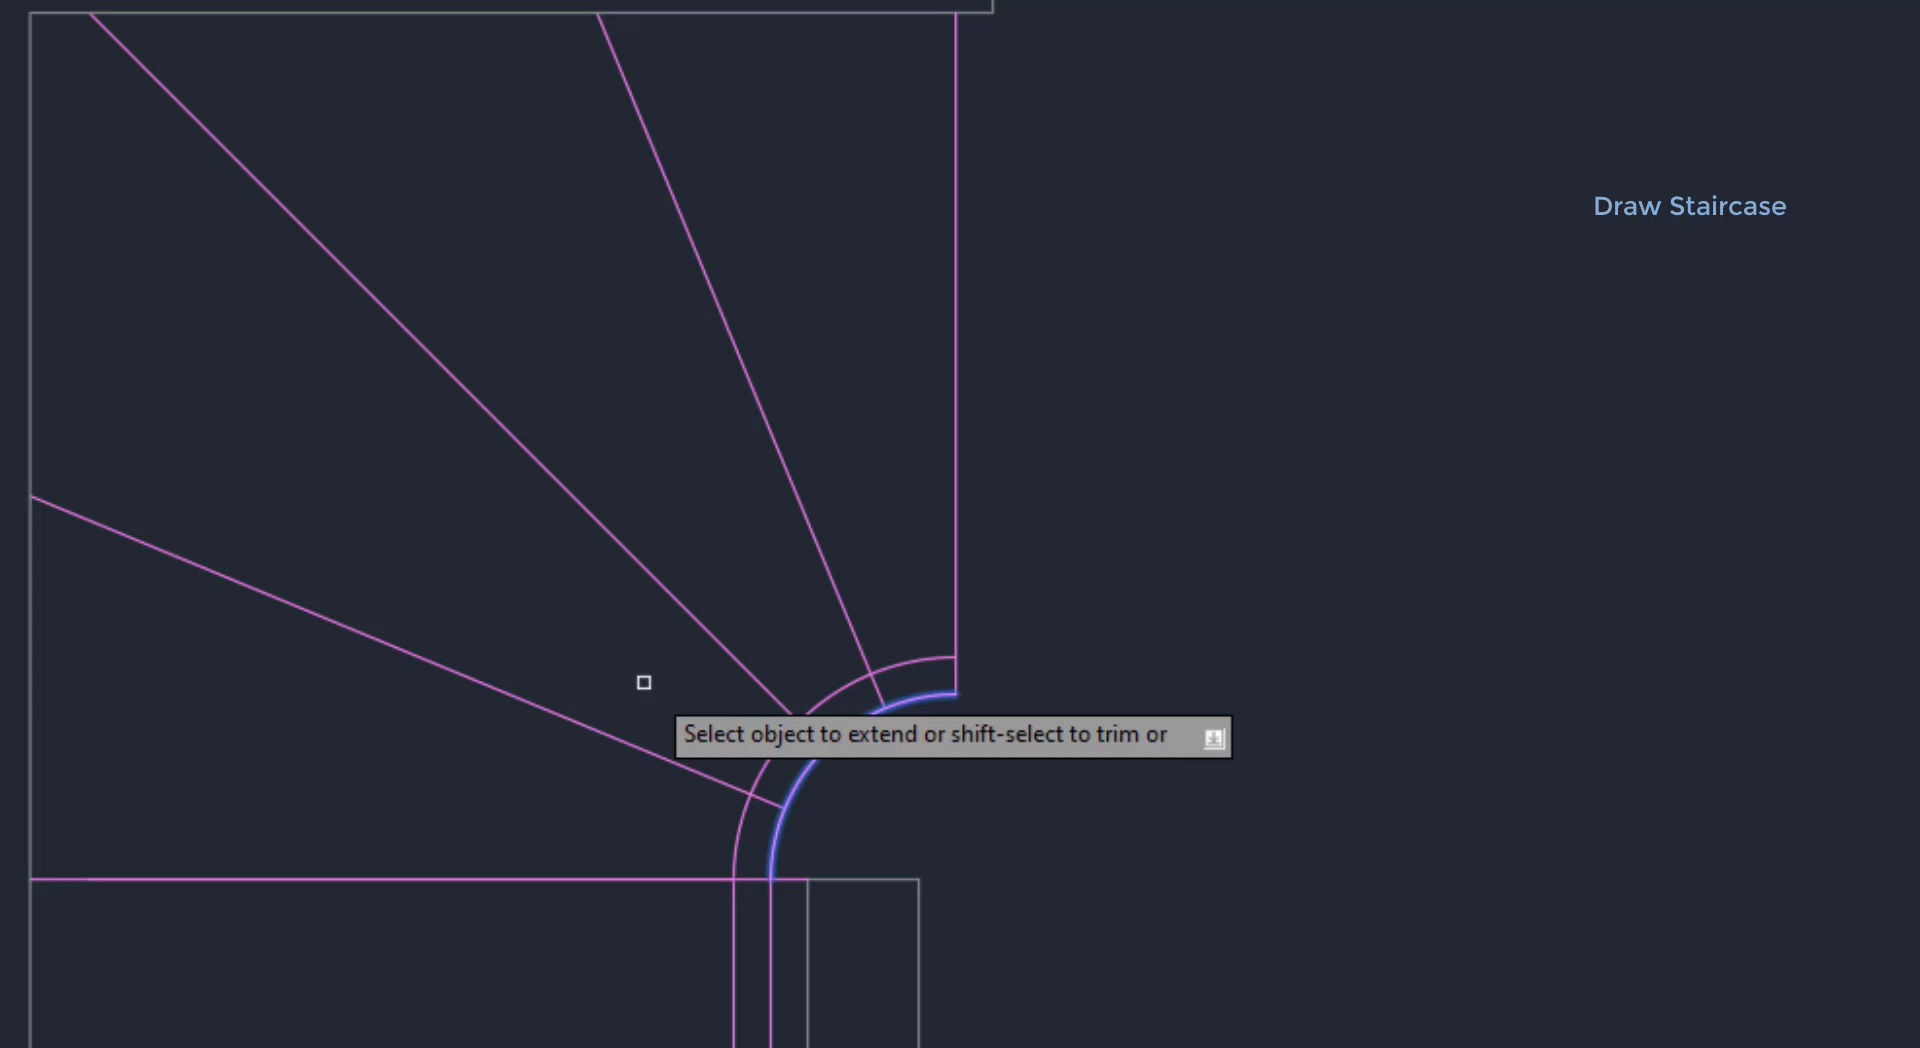 Draw Staircase
Select object to extend or shift-select to trim or